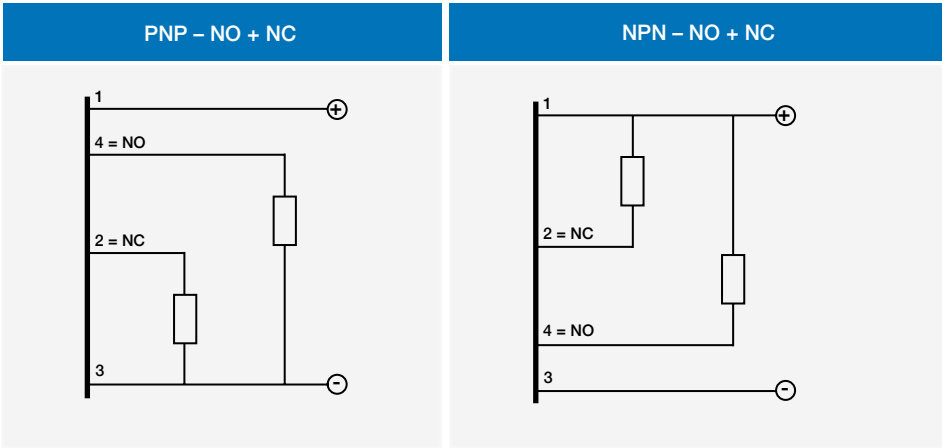 PNP – NO + NC
1
+
4 = NO
2 = NC
3
-
NPN – NO + NC
1
+
2 = NC
4 = NO
3
-